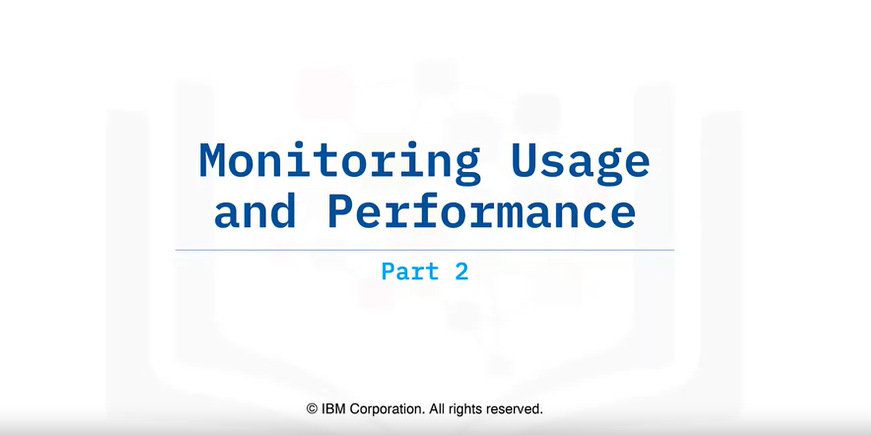 Monitoring Usage
and Performance
Part 2
© IBM Corporation. All rights reserved.